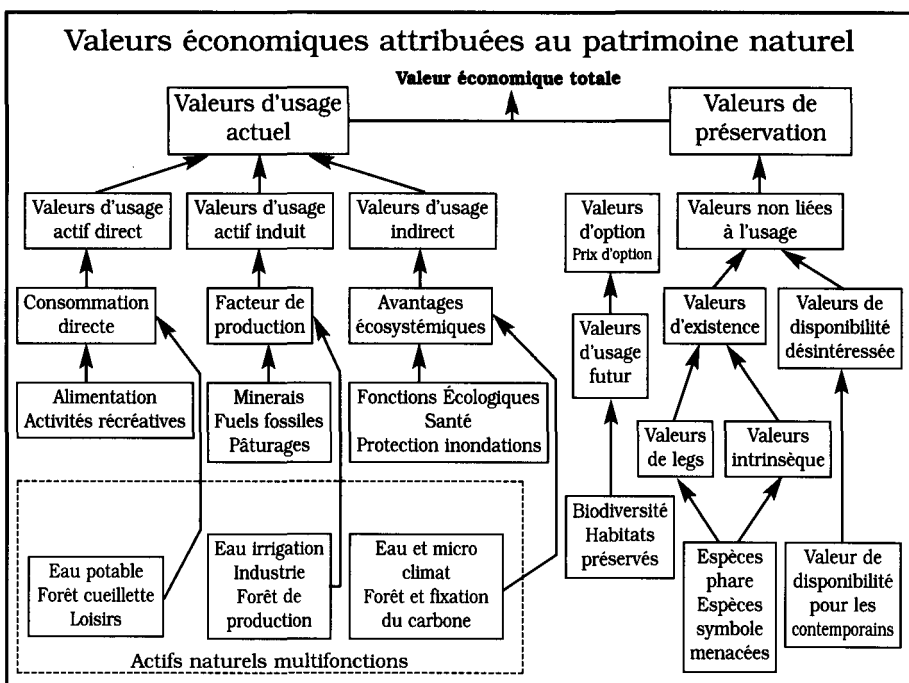 Valeurs économiques attribuées au patrimoine naturel
Valeur économique totale
Valeurs d'usage
actuel
Valeurs de
préservation
Valeurs d'usage
actif direct
Valeurs d'usage
actif induit
Valeurs d'usage
indirect
Valeurs
d'option
Prix d'option
Valeurs non liées
à l'usage
Consommation
directe
Facteur de
production
Avantages
écosystémiques
Valeurs
d'usage
futur
Valeurs
d'existence
Valeurs de
disponibilité
désintéressée
Alimentation
Activités récréatives
Minerais
Fuels fossiles
Pâturages
Fonctions Écologiques
Santé
Protection inondations
Valeurs
de legs
Valeurs
intrinsèque
Biodiversité
Habitats
préservés
Eau potable
Forêt cueillette
Loisirs
Eau irrigation
Industrie
Forêt de
production
Eau et micro
climat
Forêt et fixation
du carbone
Espèces
phare
Espèces
symbole
menacées
Valeur de
disponibilité
pour les
contemporains
Actifs naturels multifonctions